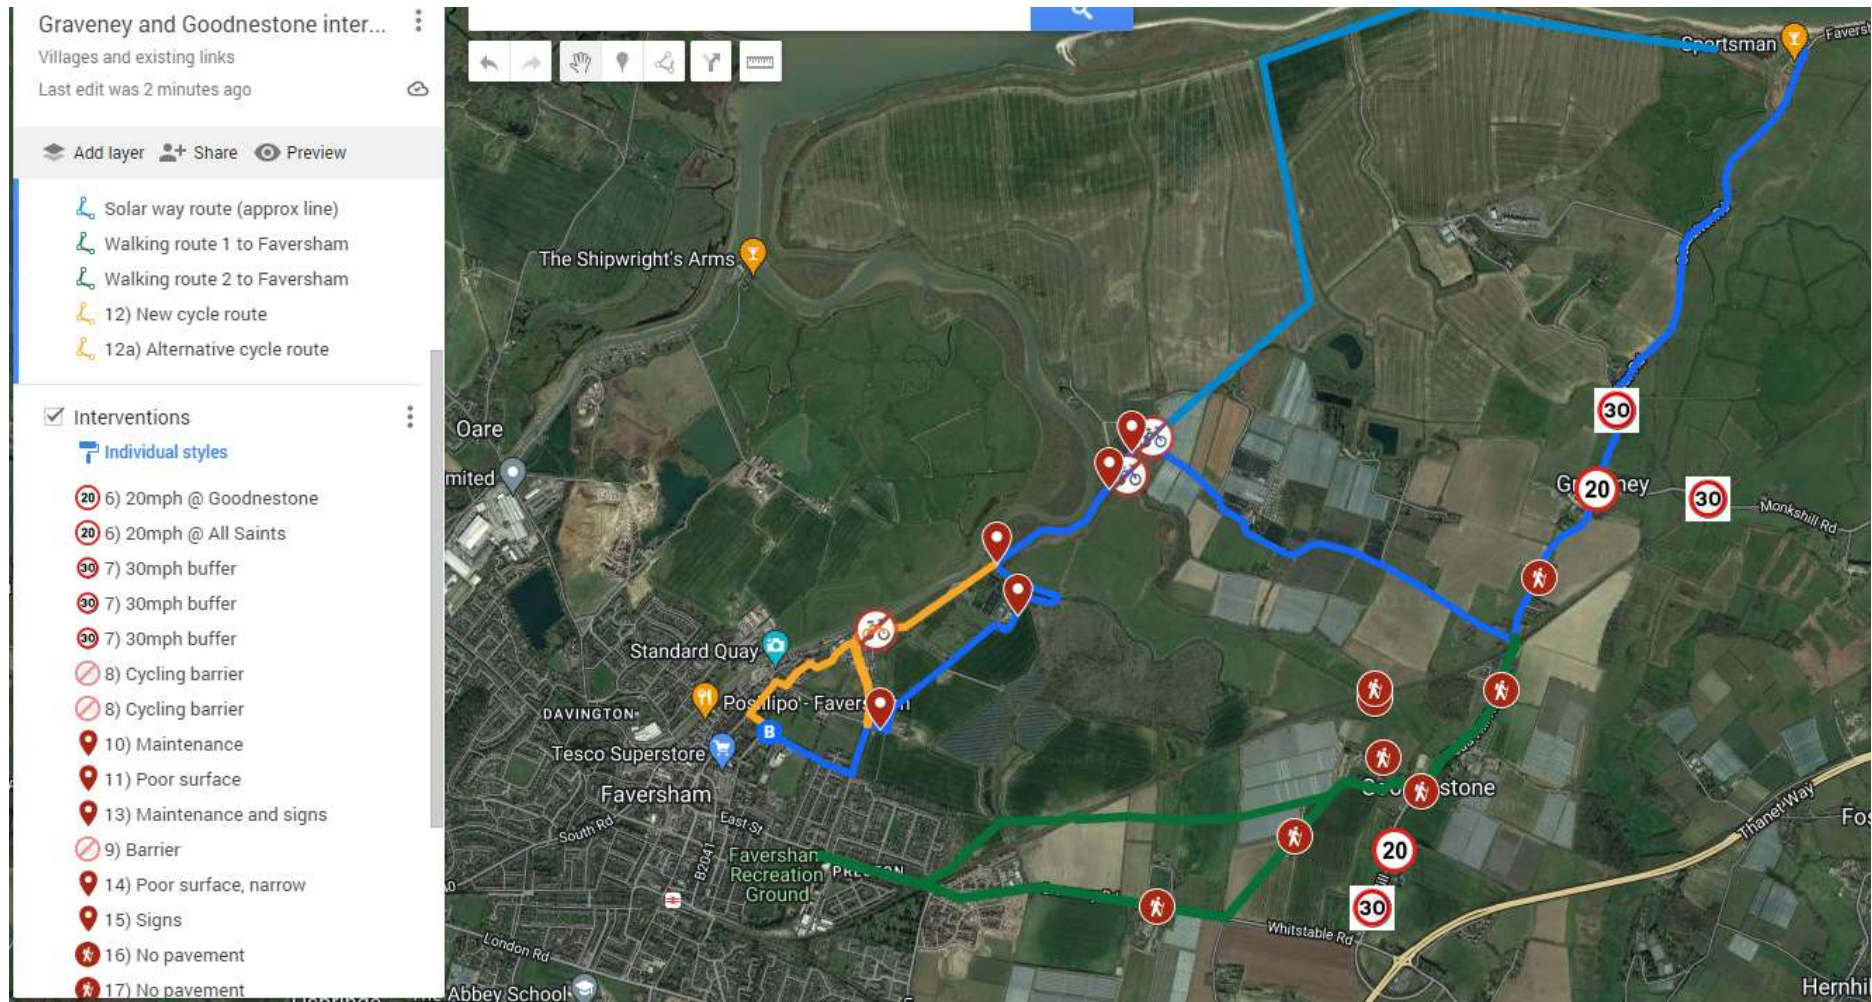 Graveney and Goodnestone inter...
Villages and existing links
Last edit was 2 minutes ago
Add layer Share Preview
Solar way route (approx line)
Walking route 1 to Faversham
Walking route 2 to Faversham
12) New cycle route
12a) Alternative cycle route
Interventions
Individual styles
20 6) 20mph @ Goodnestone
20 6) 20mph @ All Saints
30 7) 30mph buffer
30 7) 30mph buffer
30 7) 30mph buffer
8) Cycling barrier
8) Cycling barrier
10) Maintenance
11) Poor surface
13) Maintenance and signs
9) Barrier
14) Poor surface, narrow
15) Signs
16) No pavement
17) No pavement
Sportsman
Favers
The Shipwright's Arms
Oare
mited
30
20
30
Monkshill Rd
Standard Quay
DAVINGTON
B
Tesco Superstore
Faversham
South Rd
East St
B2041
Faversham
Recreation
Ground
PRESTON
London Rd
Abbey School
stone
20
30
Whitstable Rd
Thanet Way
Fos
Hernhi